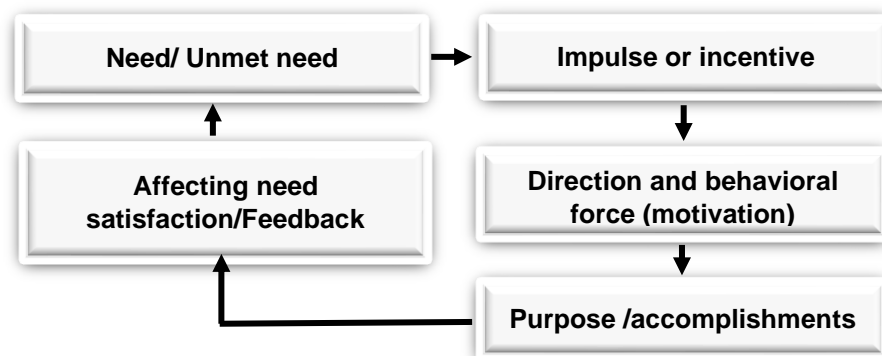 Need/ Unmet need
Impulse or incentive
Direction and behavioral
force (motivation)
Purpose /accomplishments
Affecting need
satisfaction/Feedback